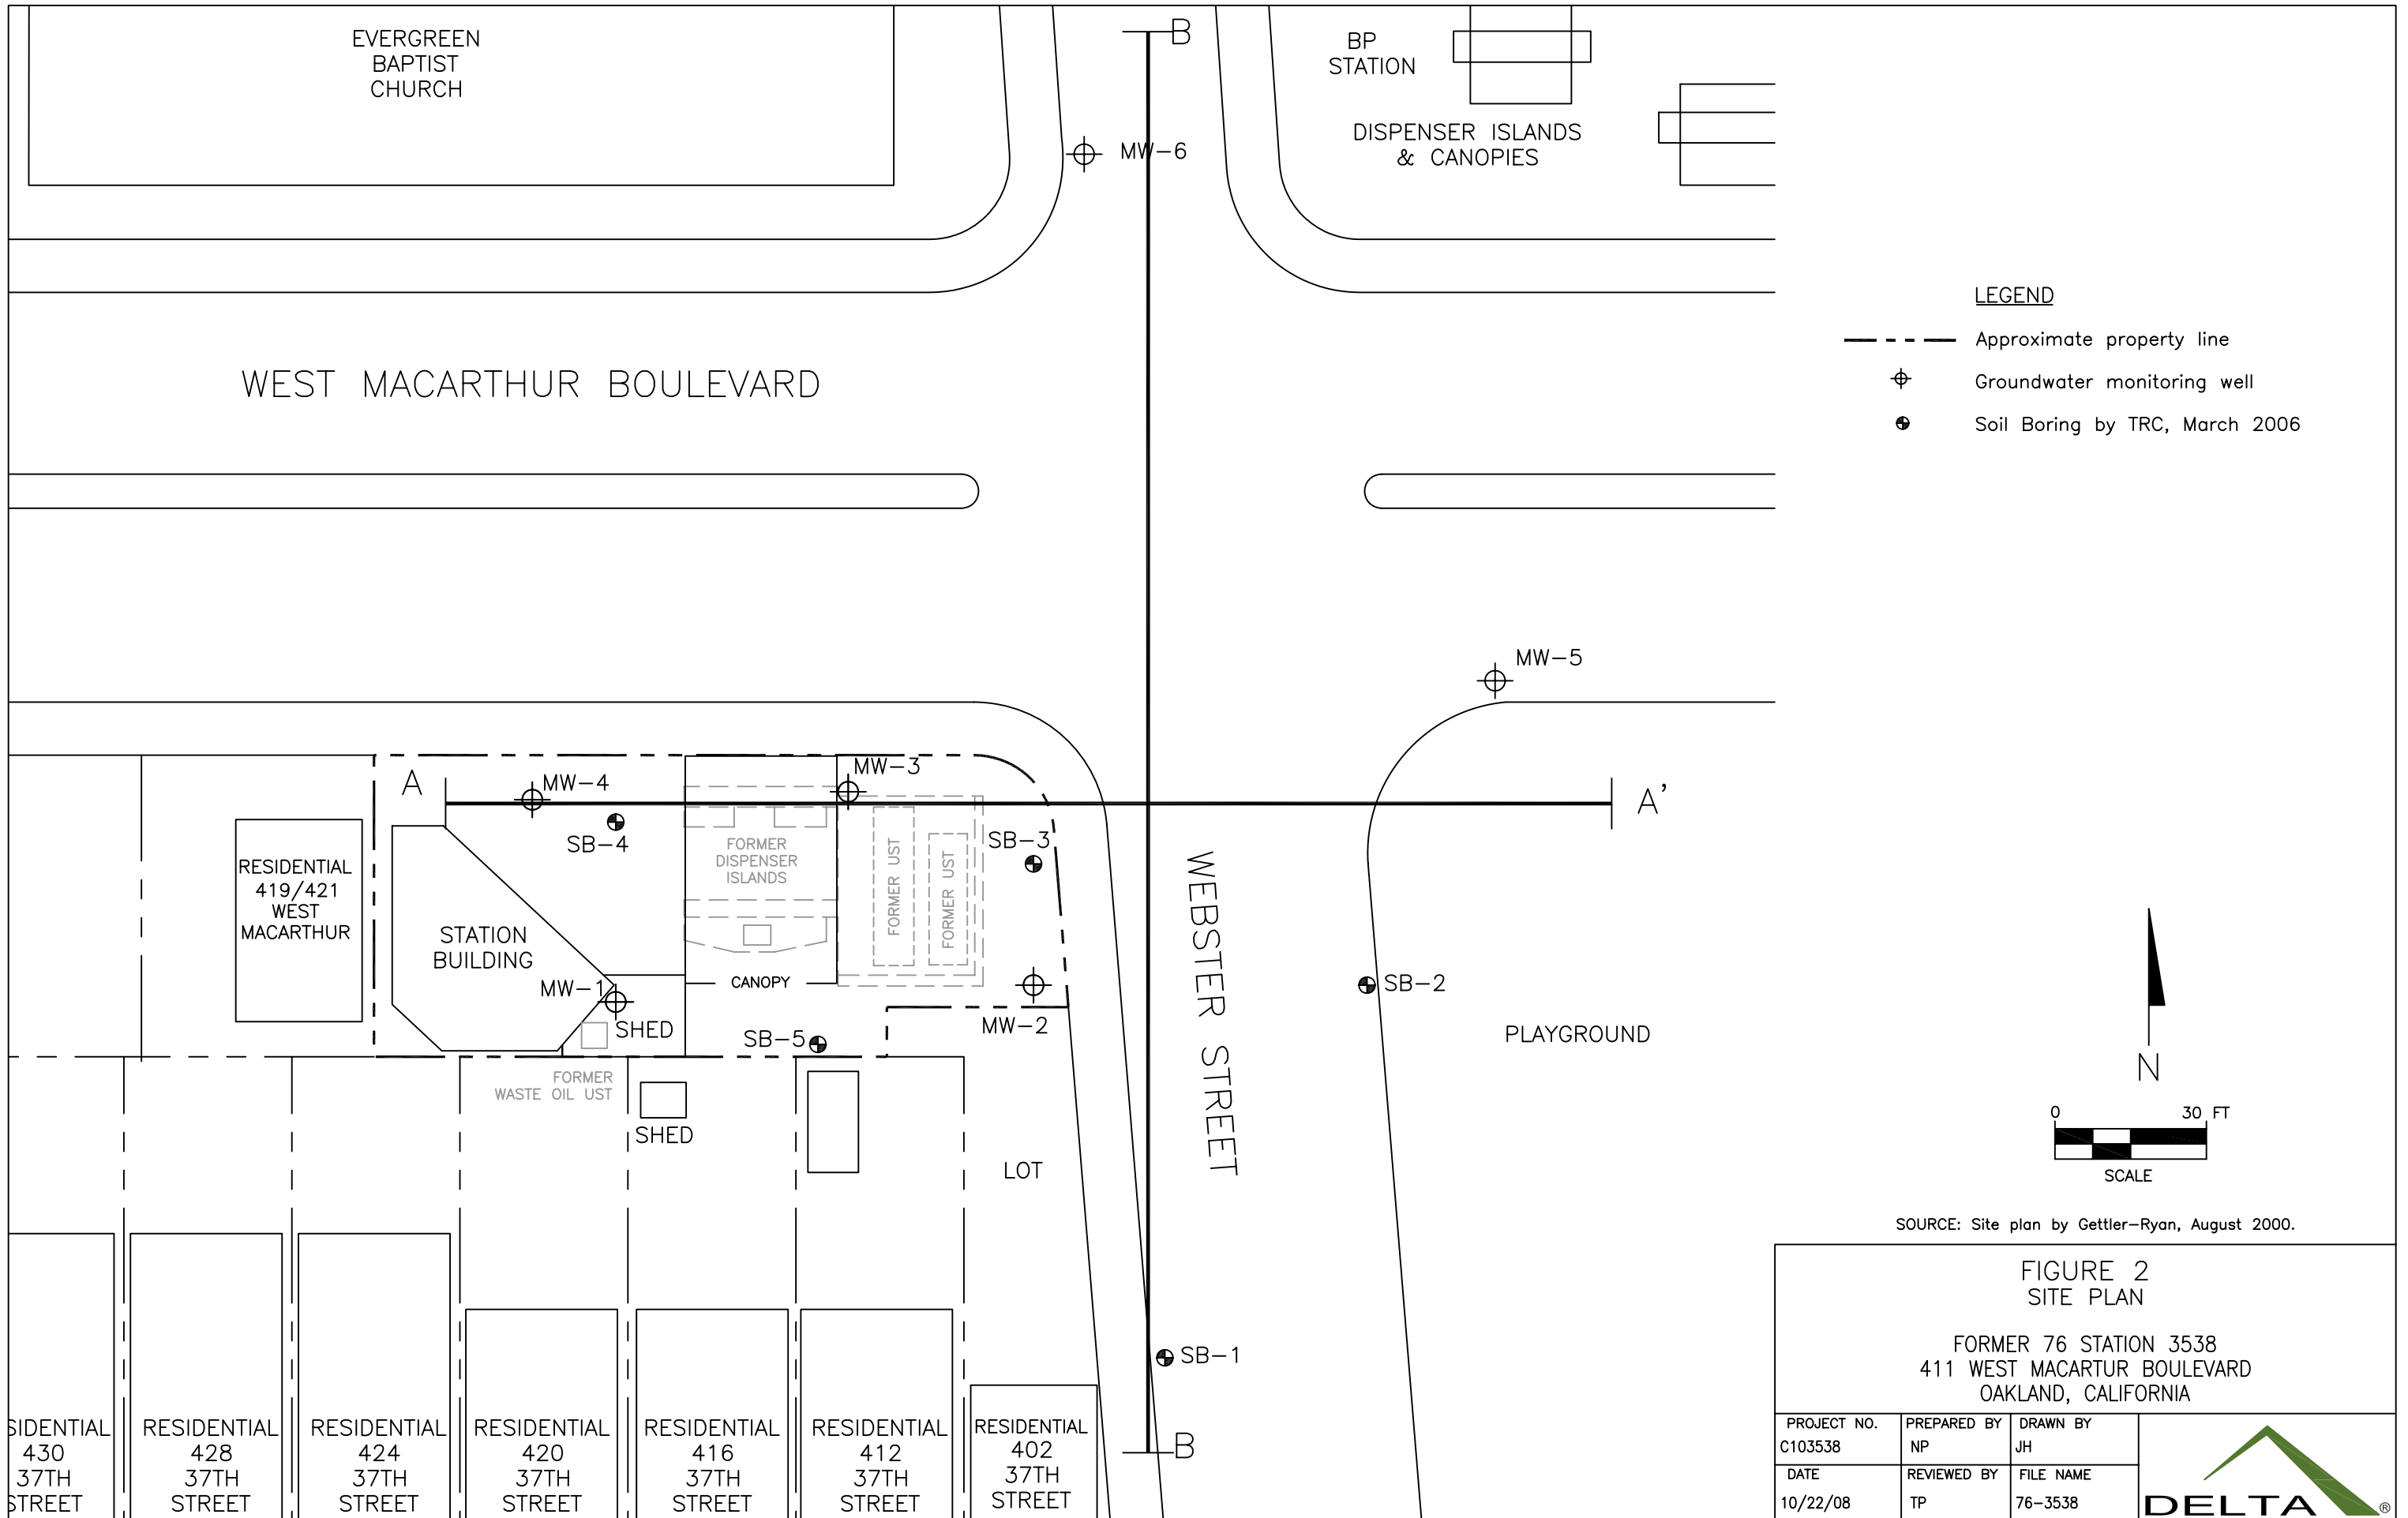 EVERGREEN
BAPTIST
CHURCH
B
BP
STATION
DISPENSER ISLANDS
& CANOPIES
MW-6
LEGEND
Approximate property line
Groundwater monitoring well
Soil Boring by TRC, March 2006
WEST MACARTHUR BOULEVARD
MW-5
A
MW-4
MW-3
A'
SB-4
SB-3
FORMER
DISPENSER
ISLANDS
FORMER UST
FORMER UST
RESIDENTIAL
419/421
WEST
MACARTHUR
STATION
BUILDING
CANOPY
MW-1
SHED
SB-5
MW-2
WEBSTER STREET
SB-2
PLAYGROUND
FORMER
WASTE OIL UST
SHED
LOT
N
0 30 FT
SCALE
SOURCE: Site plan by Gettler-Ryan, August 2000.
SB-1
B
SIDENTIAL
430
37TH
STREET
RESIDENTIAL
428
37TH
STREET
RESIDENTIAL
424
37TH
STREET
RESIDENTIAL
420
37TH
STREET
RESIDENTIAL
416
37TH
STREET
RESIDENTIAL
412
37TH
STREET
RESIDENTIAL
402
37TH
STREET
FIGURE 2
SITE PLAN
FORMER 76 STATION 3538
411 WEST MACARTUR BOULEVARD
OAKLAND, CALIFORNIA
PROJECT NO.
C103538
PREPARED BY
NP
DRAWN BY
JH
DATE
10/22/08
REVIEWED BY
TP
FILE NAME
76-3538
DELTA ®